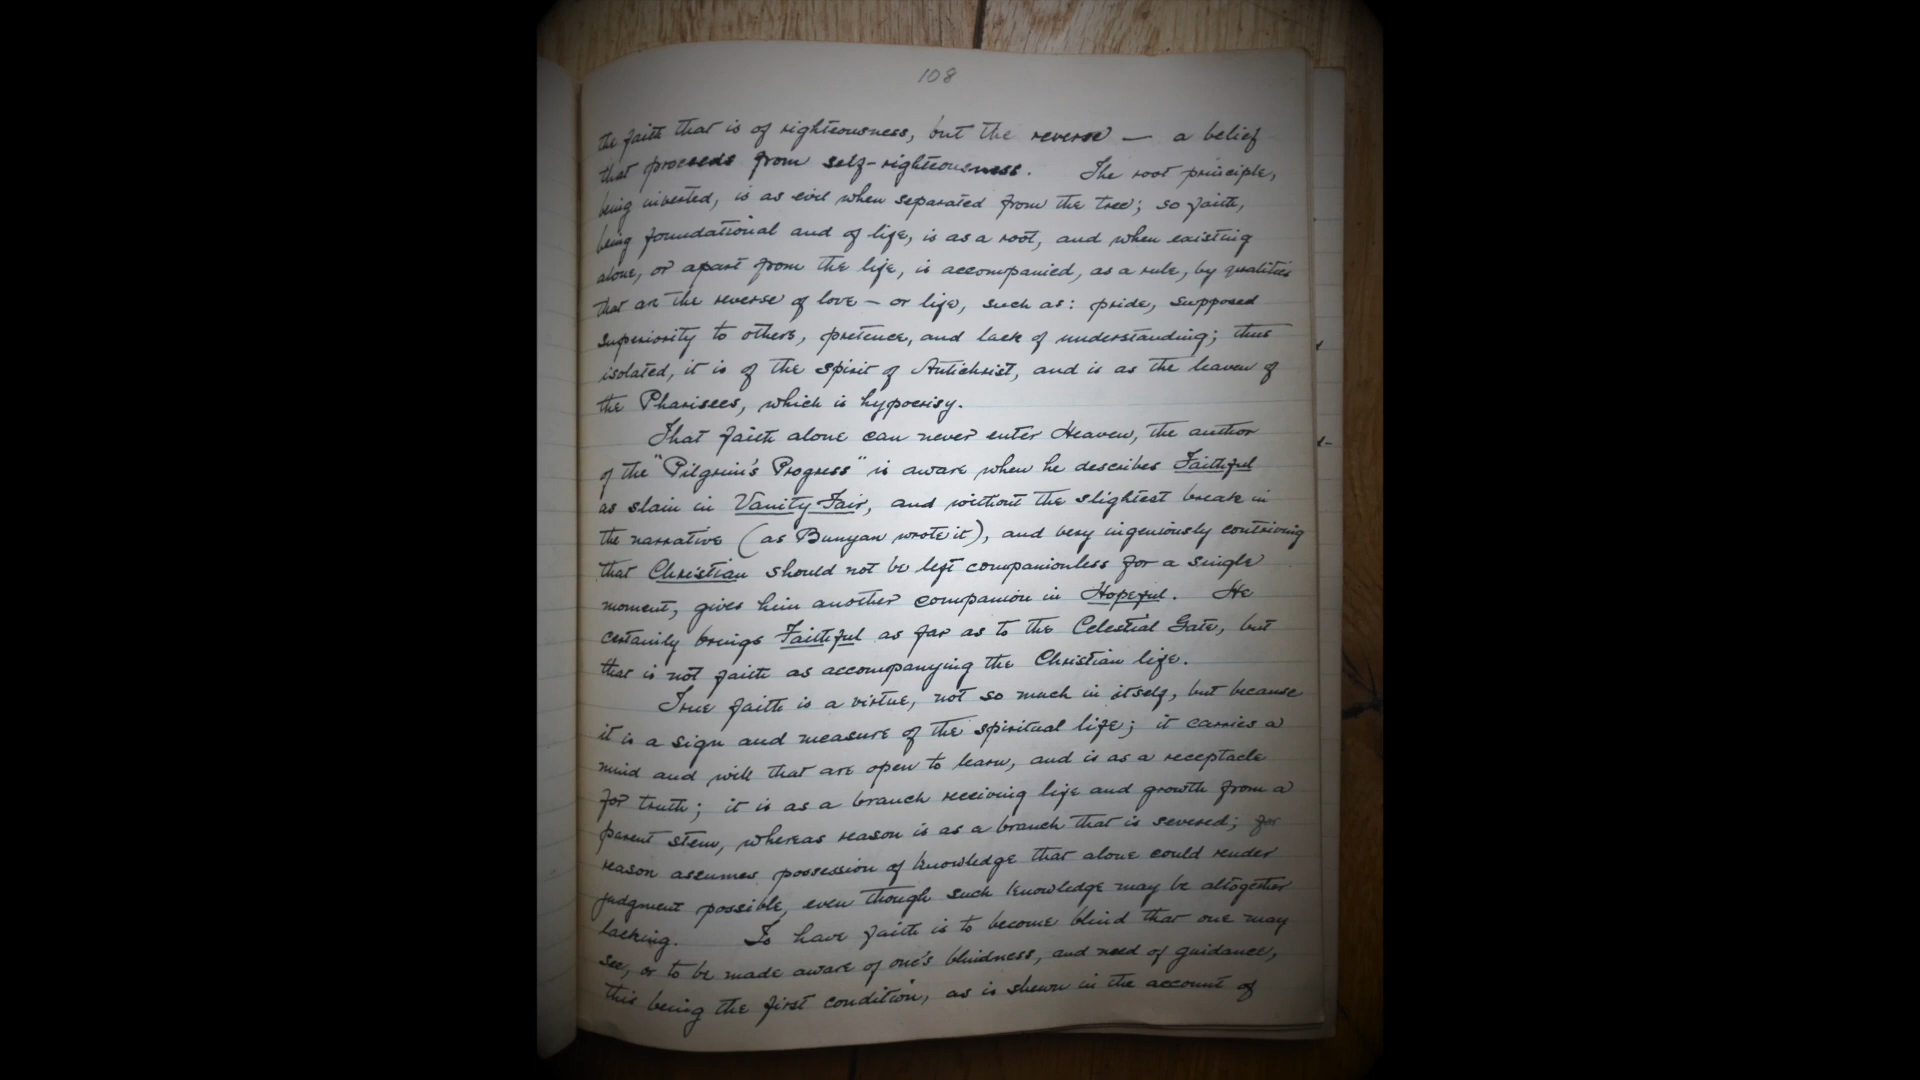 108
the faith that is of righteousness, but the reverse — a belief
that proceeds from self-righteousness. The root principle,
being inverted, is as evil when separated from the tree; so faith,
being foundational and of life, is as a root, and when existing
alone, or apart from the life, is accompanied, as a rule, by qualities
that are the reverse of love – or life, such as: pride, supposed
superiority to others, pretence, and lack of understanding; thus
isolated, it is of the spirit of Antichrist, and is as the leaven of
the Pharisees, which is hypocrisy.
That faith alone can never enter Heaven, the author
of the "Pilgrim's Progress" is aware when he describes Faithful
as slain in Vanity Fair, and without the slightest break in
the narrative (as Bunyan wrote it), and very ingeniously contriving
that Christian should not be left companionless for a single
moment, gives him another companion in Hopeful. He
certainly brings Faithful as far as to the Celestial Gate, but
that is not faith as accompanying the Christian life.
True faith is a virtue, not so much in itself, but because
it is a sign and measure of the spiritual life; it carries a
mind and will that are open to learn, and is as a receptacle
for truth; it is as a branch receiving life and growth from a
parent stem, whereas reason is as a branch that is severed; for
reason assumes possession of knowledge that alone could render
judgment possible, even though such knowledge may be altogether
lacking. To have faith is to become blind that one may
see, or to be made aware of one's blindness, and need of guidance,
this being the first condition, as is shewn in the account of